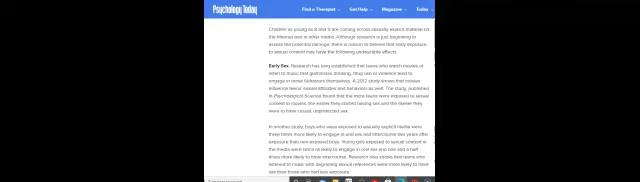 Psychology Today
Find a Therapist Get Help Magazine Today
Children as young as 8 and 9 are coming across sexually explicit material on
the Internet and in other media. Although research is just beginning to
assess the potential damage, there is reason to believe that early exposure
to sexual content may have the following undesirable effects:
Early Sex. Research has long established that teens who watch movies or
listen to music that glamorizes drinking, drug use or violence tend to
engage in those behaviors themselves. A 2012 study shows that movies
influence teens' sexual attitudes and behaviors as well. The study, published
in Psychological Science found that the more teens were exposed to sexual
content in movies, the earlier they started having sex and the likelier they
were to have casual, unprotected sex.
In another study, boys who were exposed to sexually explicit media were
three times more likely to engage in oral sex and intercourse two years after
exposure than non-exposed boys. Young girls exposed to sexual content in
the media were twice as likely to engage in oral sex and one and a half
times more likely to have intercourse. Research also shows that teens who
listened to music with degrading sexual references were more likely to have
sex than those who had less exposure.